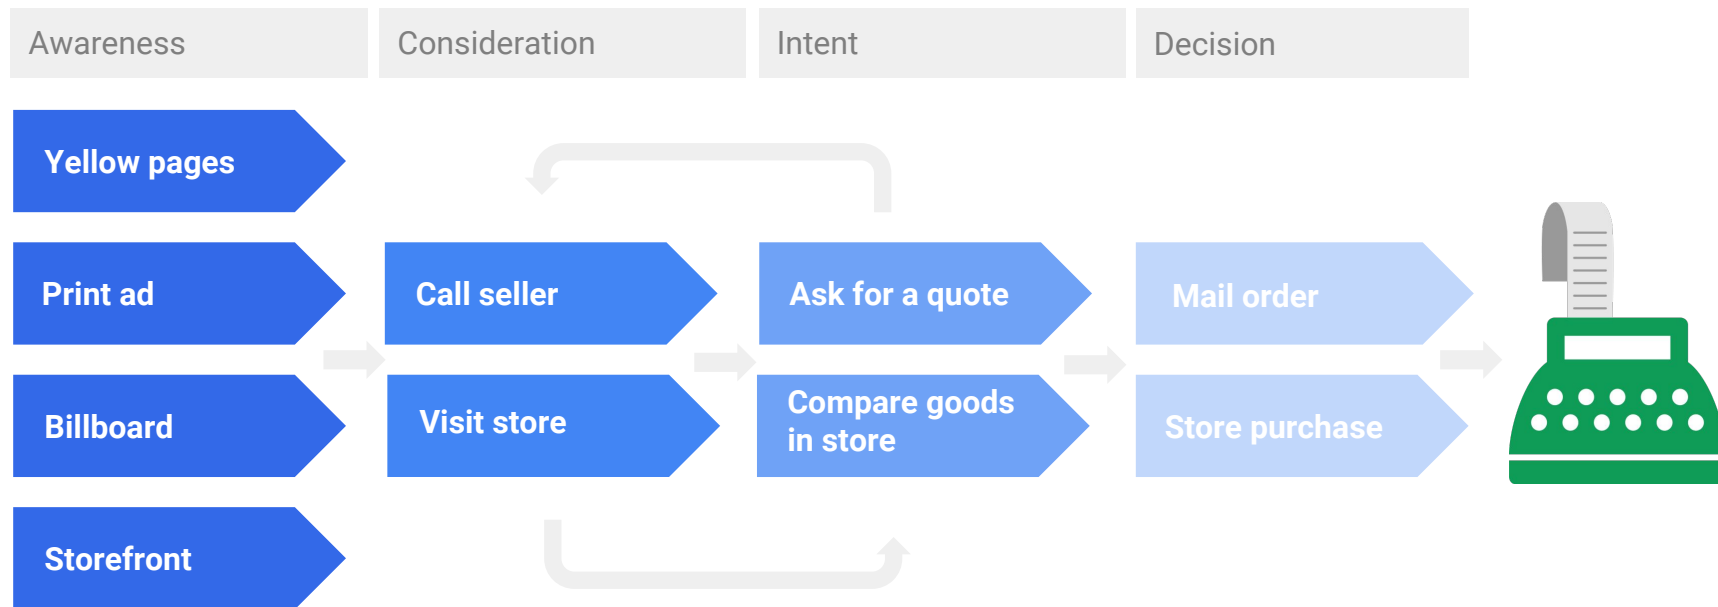 Awareness
Consideration
Intent
Decision
Yellow pages
Print ad
Call seller
Ask for a quote
Mail order
Billboard
Visit store
Compare goods
in store
Store purchase
Storefront